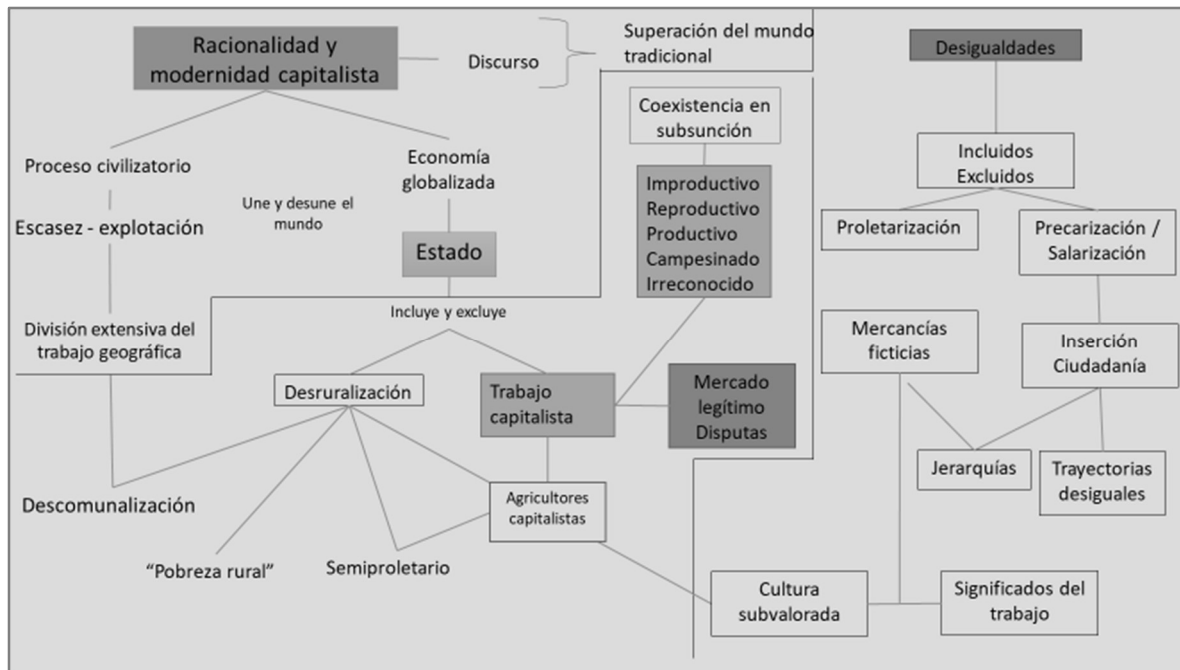 Racionalidad y
modernidad capitalista
Discurso
Superación del mundo
tradicional
Desigualdades
Coexistencia en
subsunción
Proceso civilizatorio
Economía
globalizada
Incluidos
Excluidos
Improductivo
Reproductivo
Productivo
Campesinado
Irreconocido
Une y desune el
mundo
Escasez - explotación
Estado
Proletarización
Precarización /
Salarización
Incluye y excluye
División extensiva del
trabajo geográfica
Mercancías
ficticias
Inserción
Ciudadanía
Desruralización
Trabajo
capitalista
Mercado
legítimo
Disputas
Jerarquías
Trayectorias
desiguales
Descomunalización
Agricultores
capitalistas
“Pobreza rural”
Semiproletario
Cultura
subvalorada
Significados del
trabajo